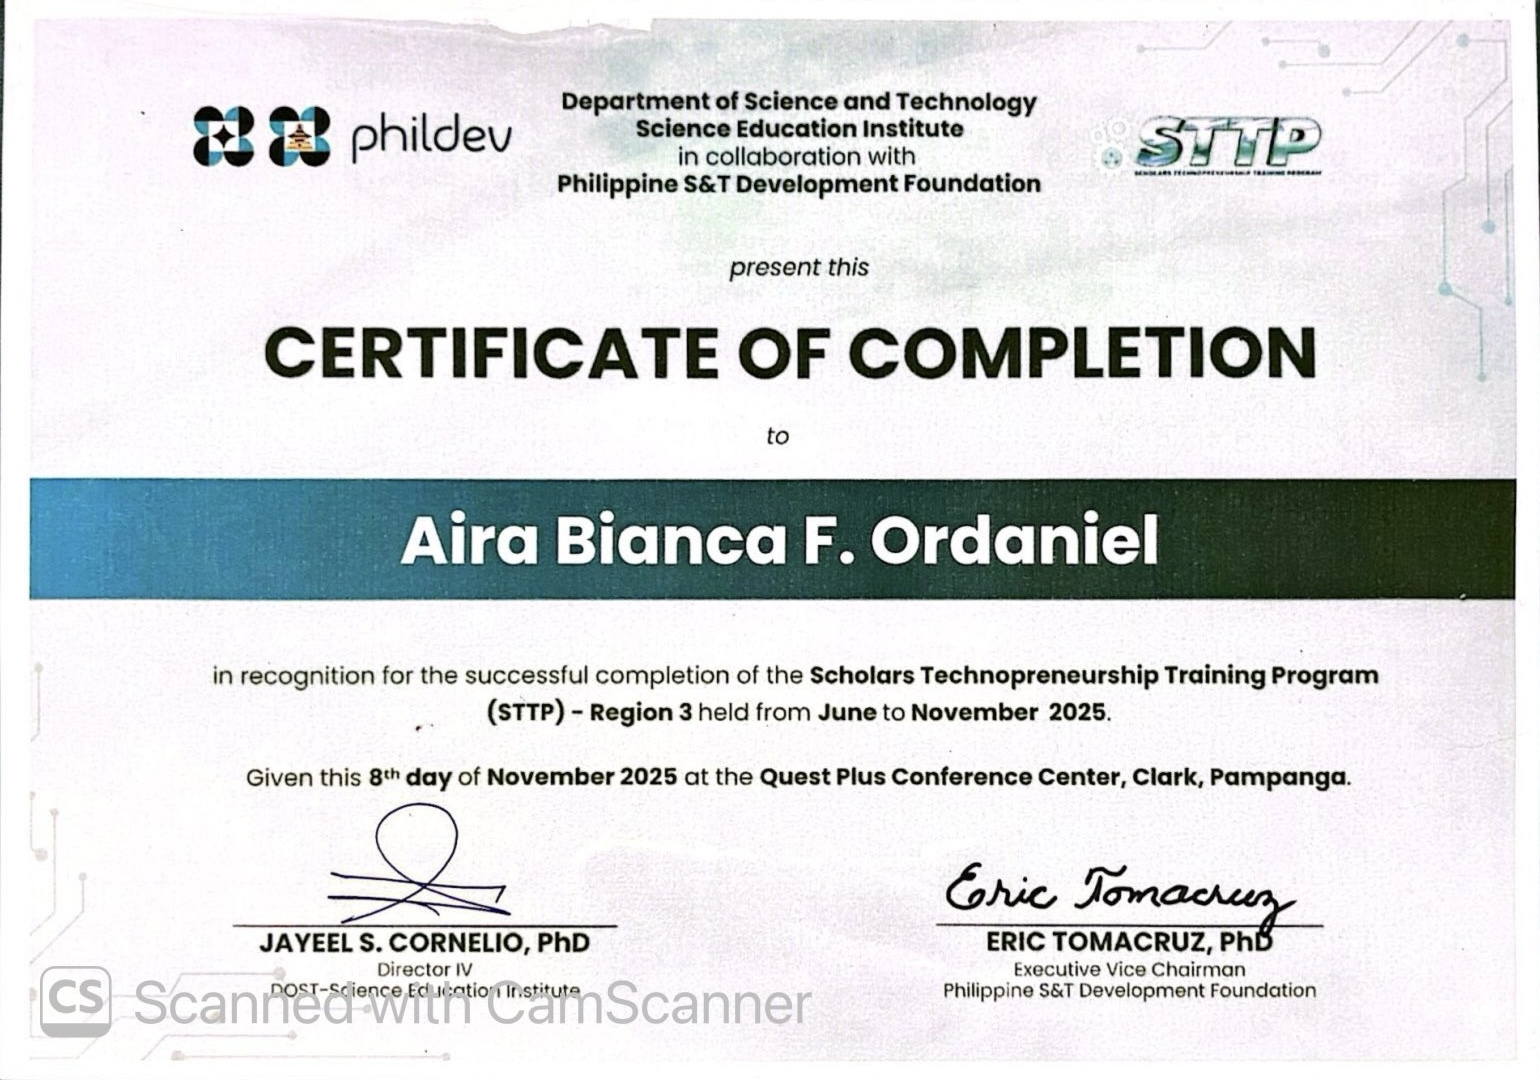 phildev
Department of Science and Technology
Science Education Institute
in collaboration with
Philippine S&T Development Foundation
STTP
SCHOLARS TECHNOPRENEURSHIP TRAINING PROGRAM
present this
CERTIFICATE OF COMPLETION
to
Aira Bianca F. Ordaniel
in recognition for the successful completion of the Scholars Technopreneurship Training Program
(STTP) - Region 3 held from June to November 2025.
Given this 8th day of November 2025 at the Quest Plus Conference Center, Clark, Pampanga.
Eric Tomacruz
JAYEEL S. CORNELIO, PhD
Director IV
DOST-Science Education Institute
ERIC TOMACRUZ, PhD
Executive Vice Chairman
Philippine S&T Development Foundation
CS Scanned with CamScanner